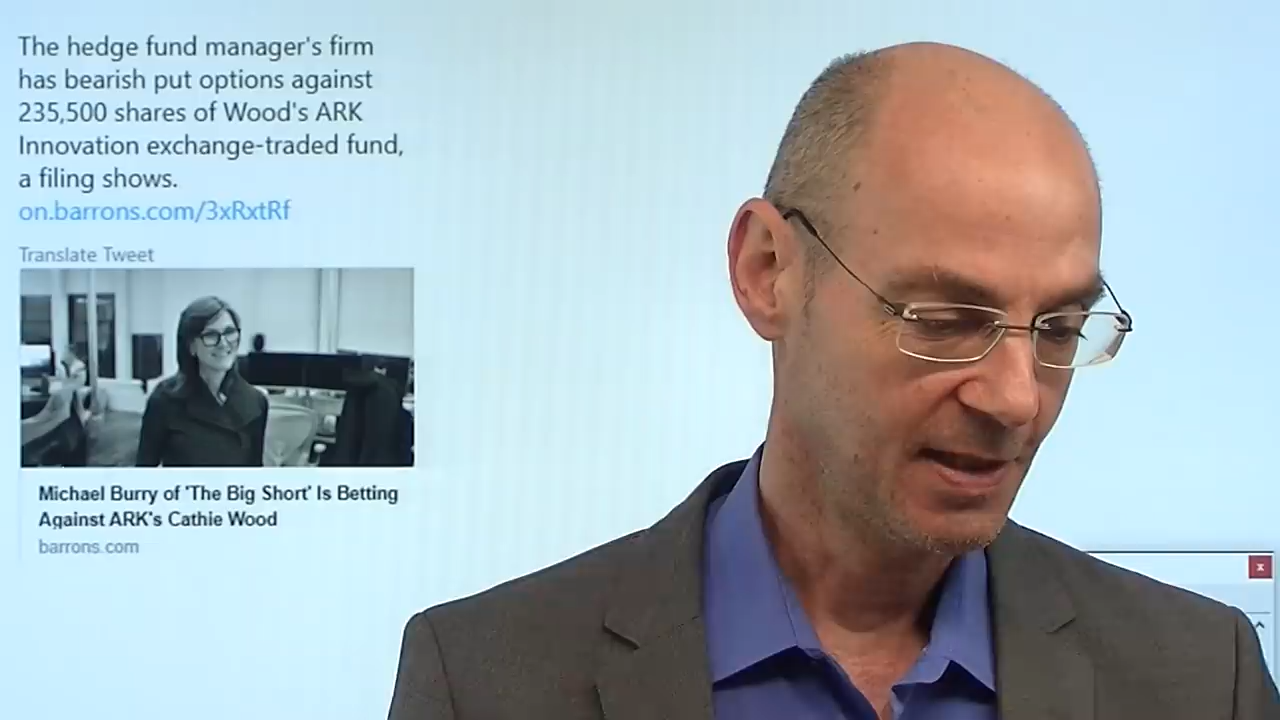 The hedge fund manager's firm
has bearish put options against
235,500 shares of Wood's ARK
Innovation exchange-traded fund,
a filing shows.
on.barrons.com/3xRxtRf
Translate Tweet
Michael Burry of 'The Big Short' Is Betting
Against ARK's Cathie Wood
barrons.com
x